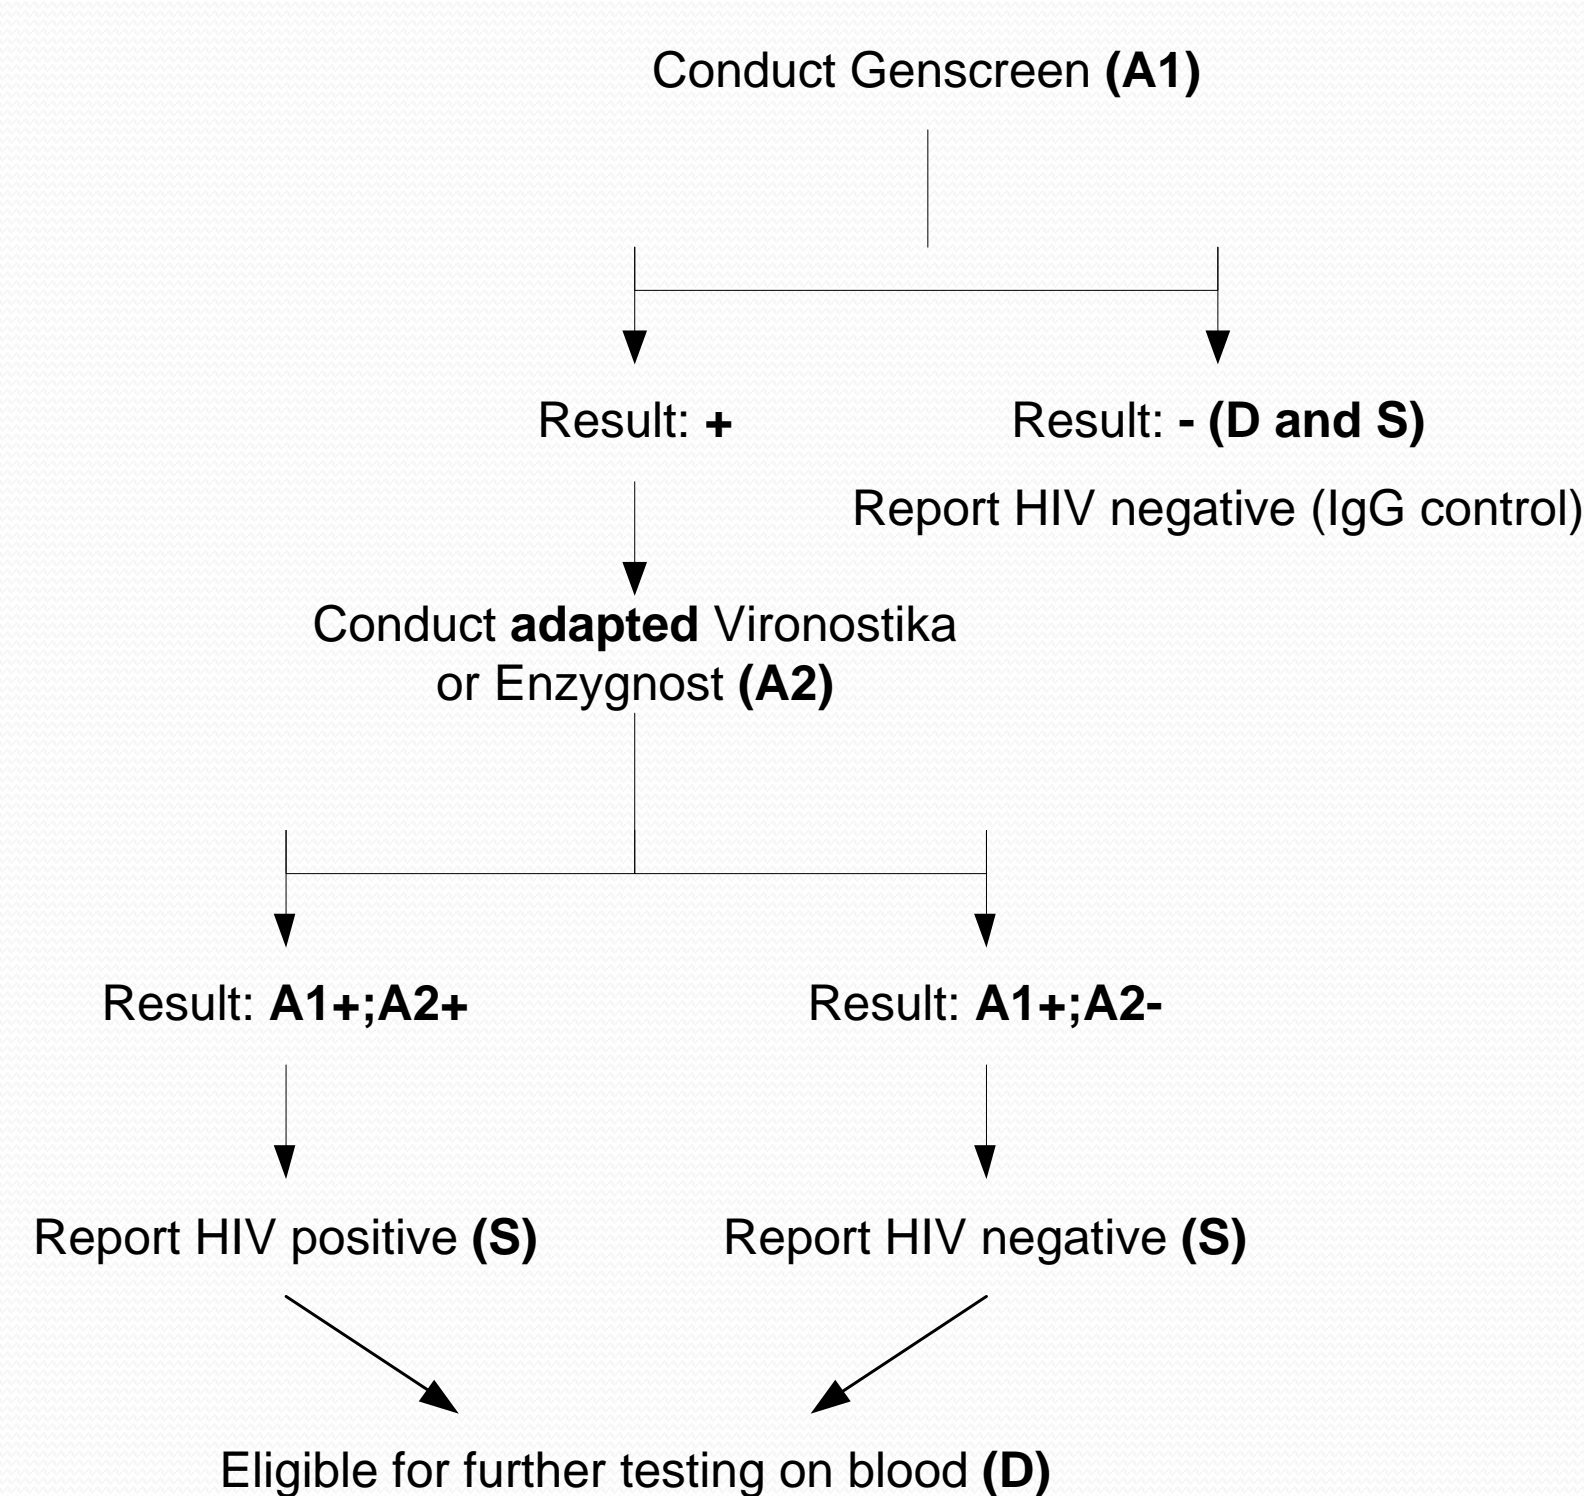 Conduct Genscreen (A1)
Result: +
Result: - (D and S)
Report HIV negative (IgG control)
Conduct adapted Vironostika
or Enzygnost (A2)
Result: A1+;A2+
Result: A1+;A2-
Report HIV positive (S)
Report HIV negative (S)
Eligible for further testing on blood (D)